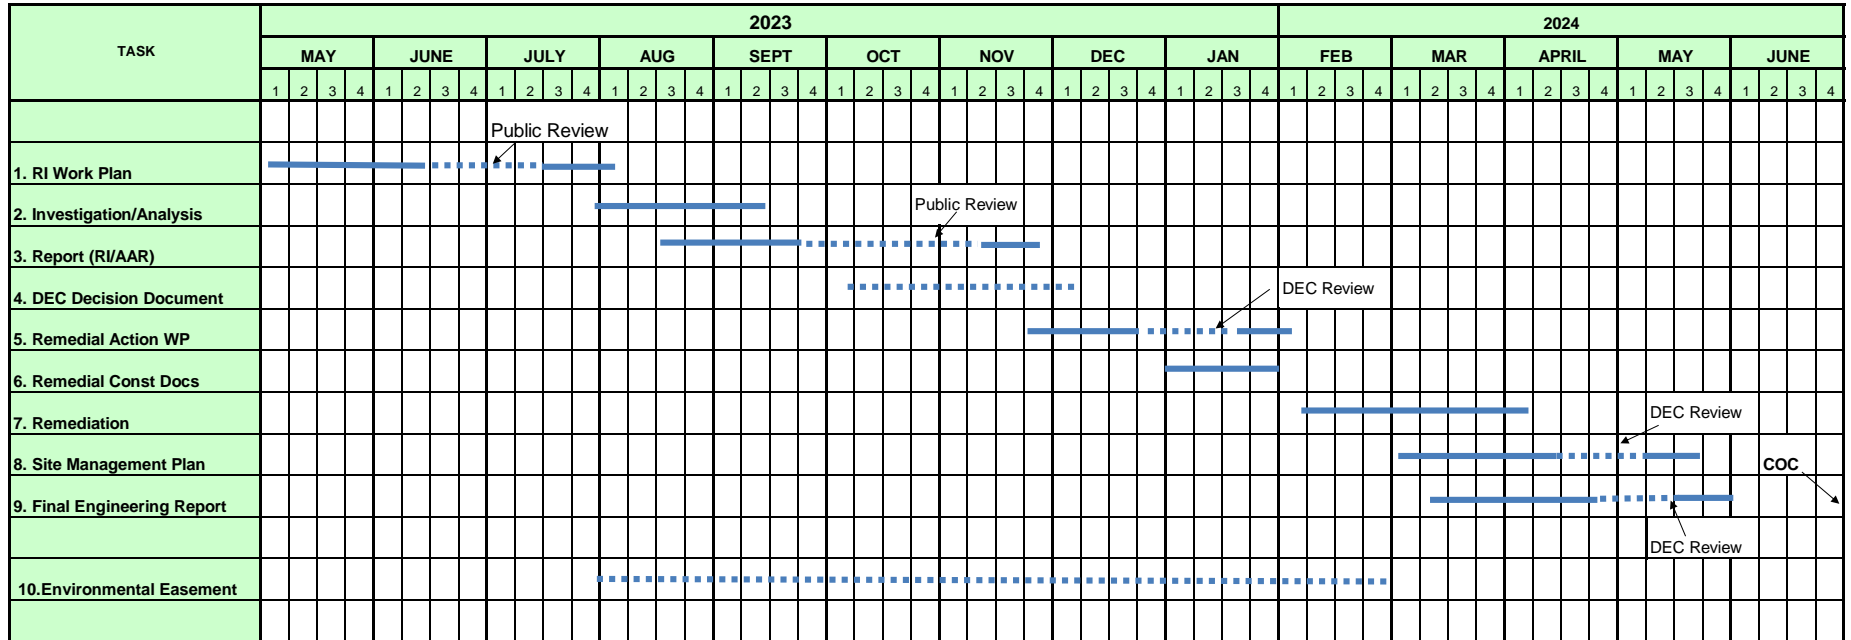 2023 2024
TASK
MAY JUNE JULY AUG SEPT OCT NOV DEC JAN FEB MAR APRIL MAY JUNE
1 2 3 4 1 2 3 4 1 2 3 4 1 2 3 4 1 2 3 4 1 2 3 4 1 2 3 4 1 2 3 4 1 2 3 4 1 2 3 4 1 2 3 4 1 2 3 4 1 2 3 4 1 2 3 4
Public Review
1. RI Work Plan
2. Investigation/Analysis
Public Review
3. Report (RI/AAR)
4. DEC Decision Document
DEC Review
5. Remedial Action WP
6. Remedial Const Docs
7. Remediation
DEC Review
8. Site Management Plan
COC
9. Final Engineering Report
DEC Review
10.Environmental Easement